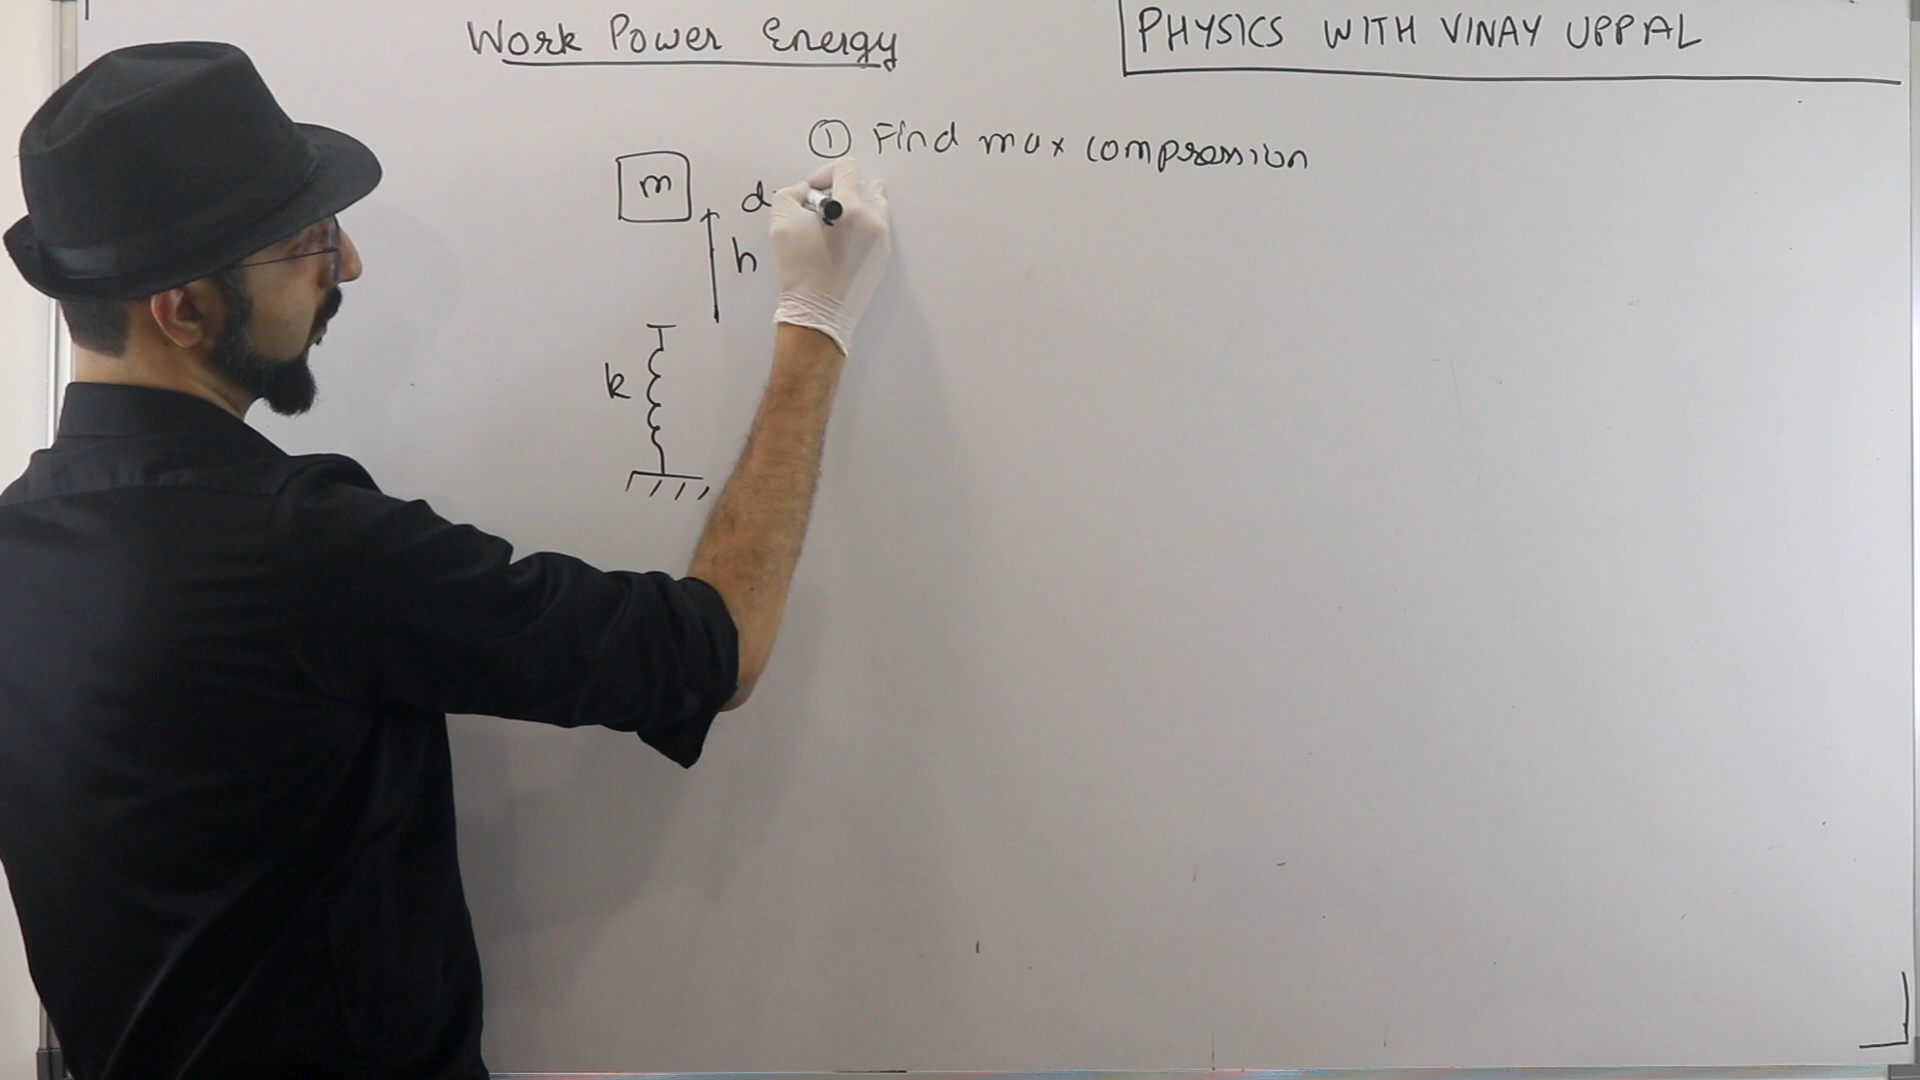 Work Power Energy
PHYSICS WITH VINAY UPPAL
① Find max compression
m
d
h
k